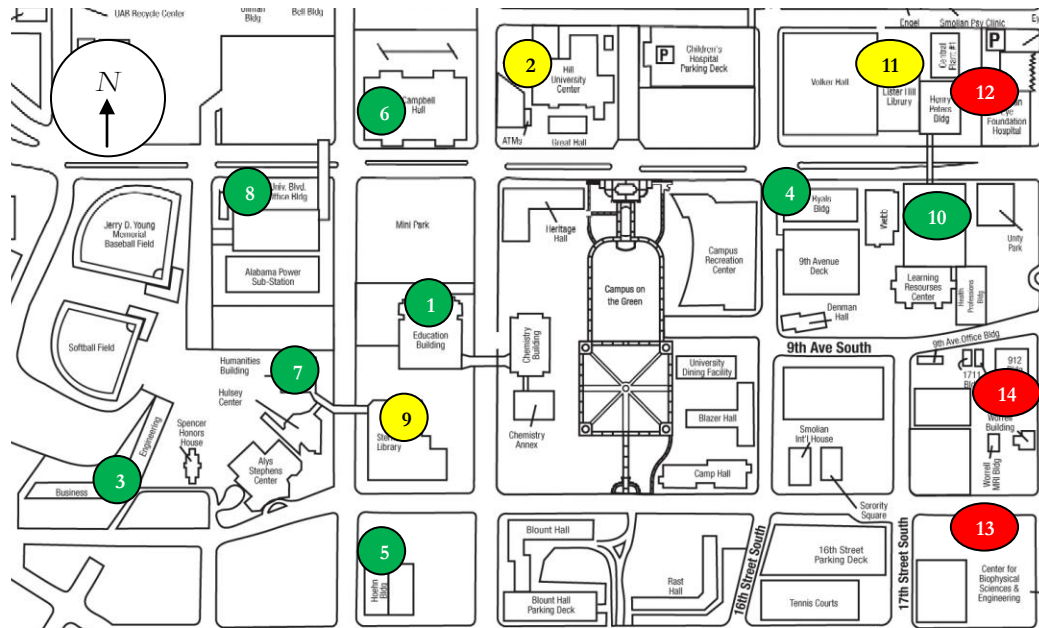 UAB Recycle Center
Bell Bldg
Engel
Smolian Psy Clinic
N
2
Hill
University
Center
P
Children's
Hospital
Parking Deck
ATMs
Great Hall
6
Campbell
Hull
Volker Hall
11
Lister Hill
Library
Central
Plant #1
P
12
Henry
Peters
Bldg
Eye
Foundation
Hospital
8
Univ. Blvd.
Office Bldg
Jerry D. Young
Memorial
Baseball Field
Alabama Power
Sub-Station
Mini Park
Heritage
Hall
Campus
Recreation
Center
Campus on
the Green
4
Ryals
Bldg
Webb
10
Unity
Park
9th Avenue
Deck
Learning
Resourses
Center
Health
Professions
Bldg
Denman
Hall
1
Education
Building
Chemistry
Building
Softball Field
9th Ave South
9th Ave Office Bldg
912
1711
14
Worrell
Building
Worrell
MRI Bldg
Humanities
Building
7
Hulsey
Center
9
Library
University
Dining Facility
Blazer Hall
Chemistry
Annex
Camp Hall
Smolian
Int'l House
Sorority
Square
Engineering
Spencer
Honors
House
Alys
Stephens
Center
3
Business
5
Hoehn
Bldg
Blount Hall
Blount Hall
Parking Deck
Rast
Hall
16th Street South
16th Street
Parking Deck
Tennis Courts
17th Street South
13
Center for
Biophysical
Sciences &
Engineering